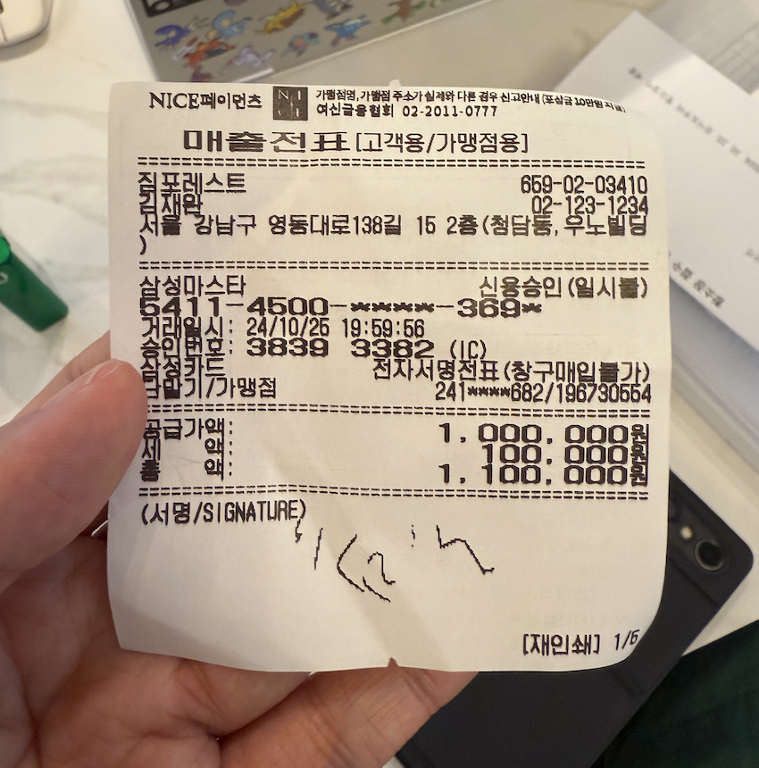 NICE페이먼츠
가맹점명, 가맹점 주소가 실제와 다른 경우 신고안내 (포상금 10만원 지급)
여신금융협회 02-2011-0777
매출전표 [고객용/가맹점용]
짐포레스트 659-02-03410
김재완 02-123-1234
서울 강남구 영동대로138길 15 2층(청담동, 우노빌딩
)
삼성마스타 신용승인(일시불)
5411-4500-****-369*
거래일시: 24/10/25 19:59:56
승인번호: 3839 3382 (IC)
삼성카드 전자서명전표(창구매입불가)
단말기/가맹점 241****682/196730554
공급가액: 1,000,000원
세 액: 100,000원
총 액: 1,100,000원
(서명/SIGNATURE)
[재인쇄] 1/6